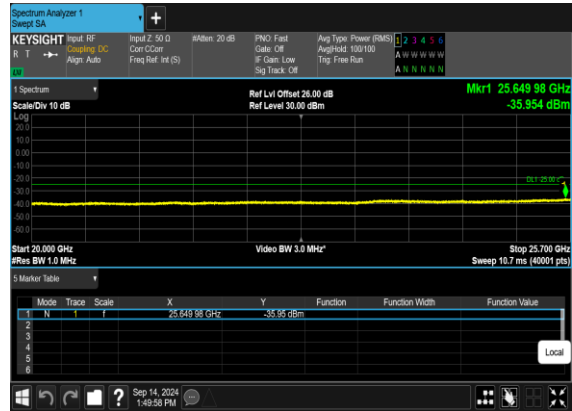 Spectrum Analyzer 1
Swept SA
+
KEYSIGHT
R T
Input: RF
Coupling: DC
Align: Auto
Input Z: 50 Ω
Corr CCorr
Freq Ref: Int (S)
#Atten: 20 dB
PNO: Fast
Gate: Off
IF Gain: Low
Sig Track: Off
Avg Type: Power (RMS)
Avg|Hold: 100/100
Trig: Free Run
1 2 3 4 5 6
A W W W W W
A N N N N N
1 Spectrum
Scale/Div 10 dB
Ref Lvl Offset 26.00 dB
Ref Level 30.00 dBm
Mkr1 25.649 98 GHz
-35.954 dBm
Log
20.0
10.0
0.00
-10.0
-20.0
-30.0
-40.0
-50.0
-60.0
1
Start 20.000 GHz
#Res BW 1.0 MHz
Video BW 3.0 MHz*
Stop 25.700 GHz
Sweep 10.7 ms (40001 pts)
5 Marker Table
Mode Trace Scale X Y Function Function Width Function Value
1 N 1 f 25.649 98 GHz -35.95 dBm
2
3
4
5
6
Local
?
Sep 14, 2024
1:49:58 PM